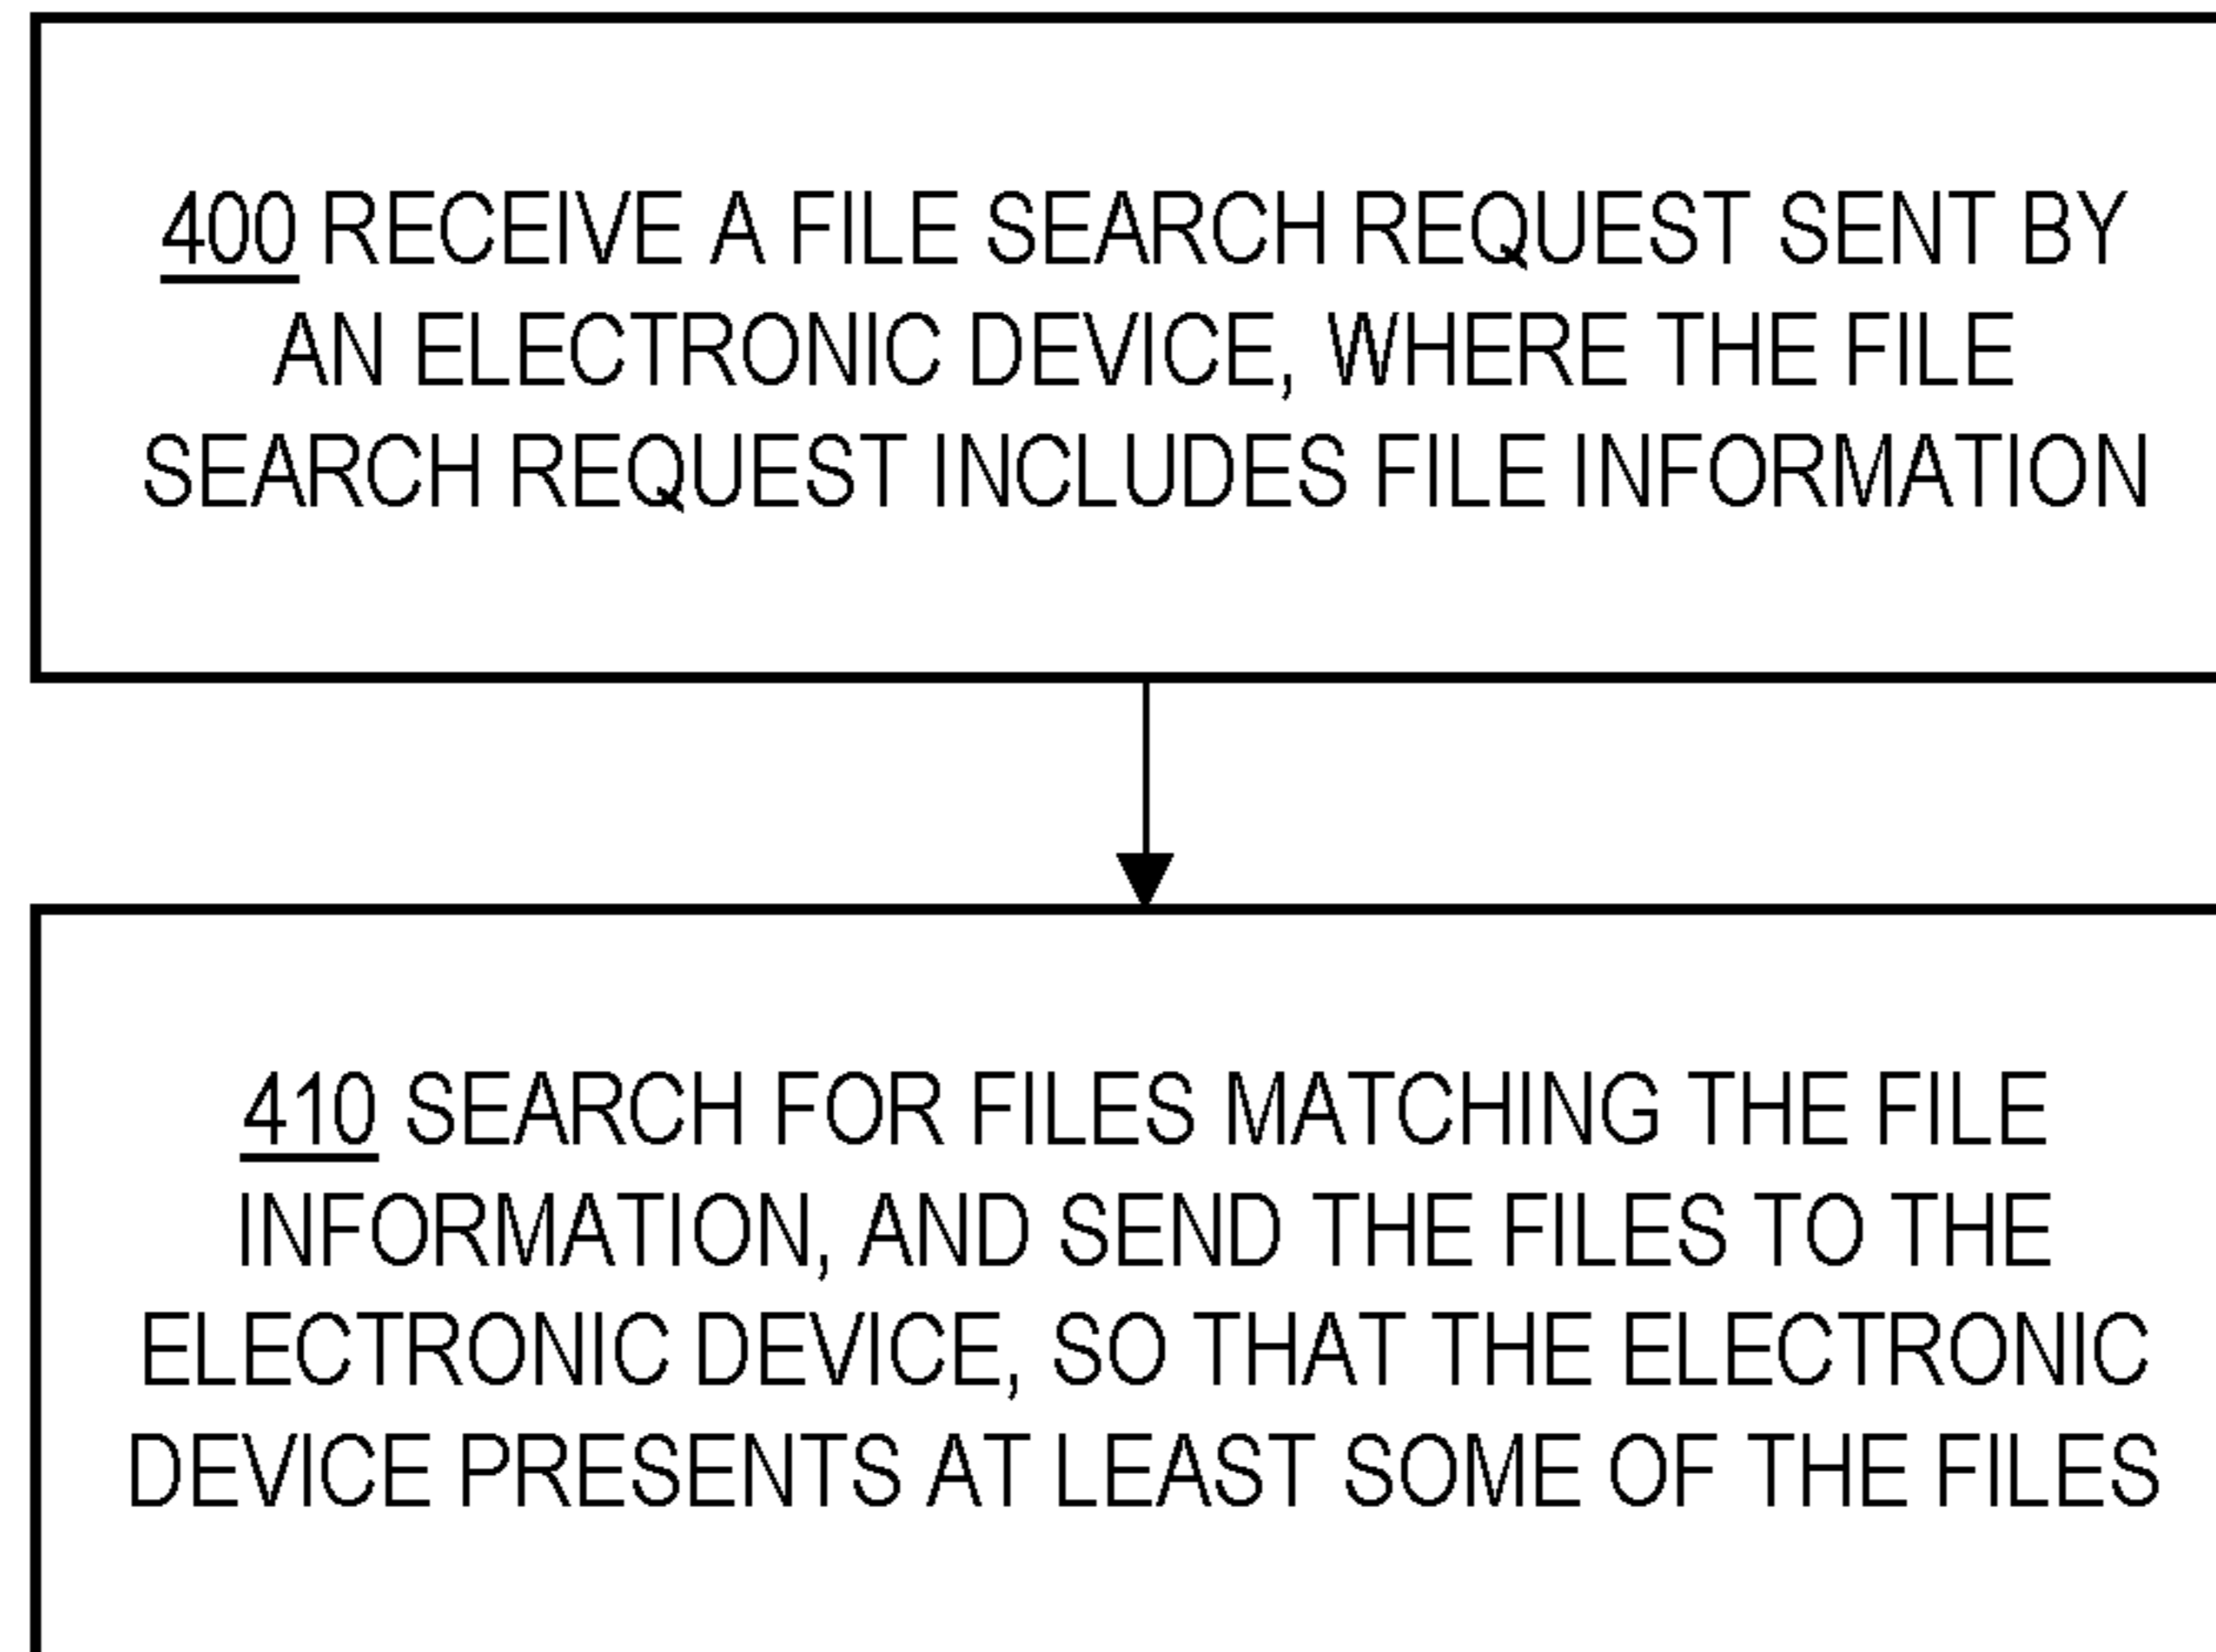 400 RECEIVE A FILE SEARCH REQUEST SENT BY
AN ELECTRONIC DEVICE, WHERE THE FILE
SEARCH REQUEST INCLUDES FILE INFORMATION
410 SEARCH FOR FILES MATCHING THE FILE
INFORMATION, AND SEND THE FILES TO THE
ELECTRONIC DEVICE, SO THAT THE ELECTRONIC
DEVICE PRESENTS AT LEAST SOME OF THE FILES